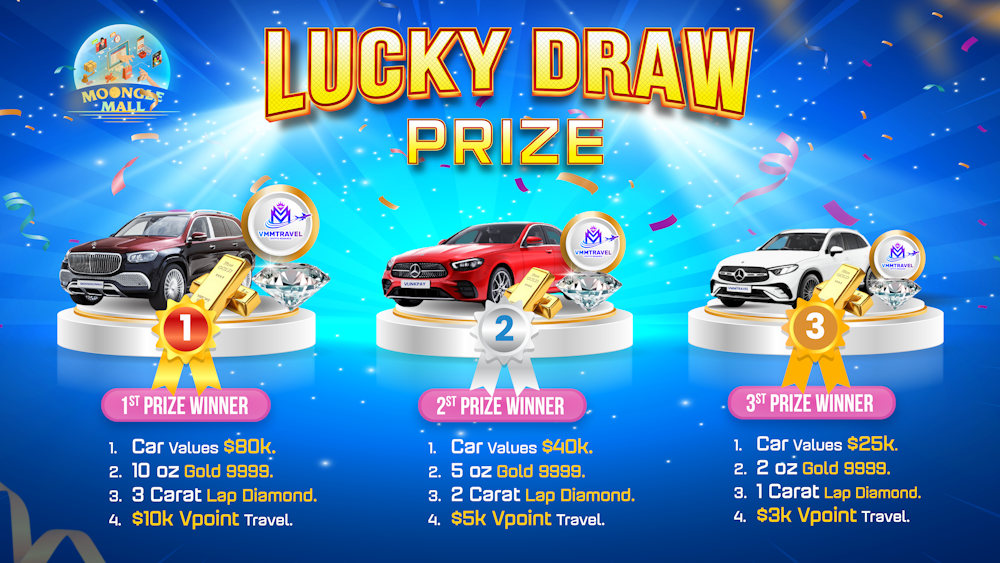 MOONGSE
MALL
LUCKY DRAW
PRIZE
VMMTRAVEL
VMMTRAVEL
VMMTRAVEL
VLINKPAY
VMMTRAVEL
1
2
3
1ST PRIZE WINNER
1. Car Values $80k.
2. 10 oz Gold 9999.
3. 3 Carat Lap Diamond.
4. $10k Vpoint Travel.
2ST PRIZE WINNER
1. Car Values $40k.
2. 5 oz Gold 9999.
3. 2 Carat Lap Diamond.
4. $5k Vpoint Travel.
3ST PRIZE WINNER
1. Car Values $25k.
2. 2 oz Gold 9999.
3. 1 Carat Lap Diamond.
4. $3k Vpoint Travel.